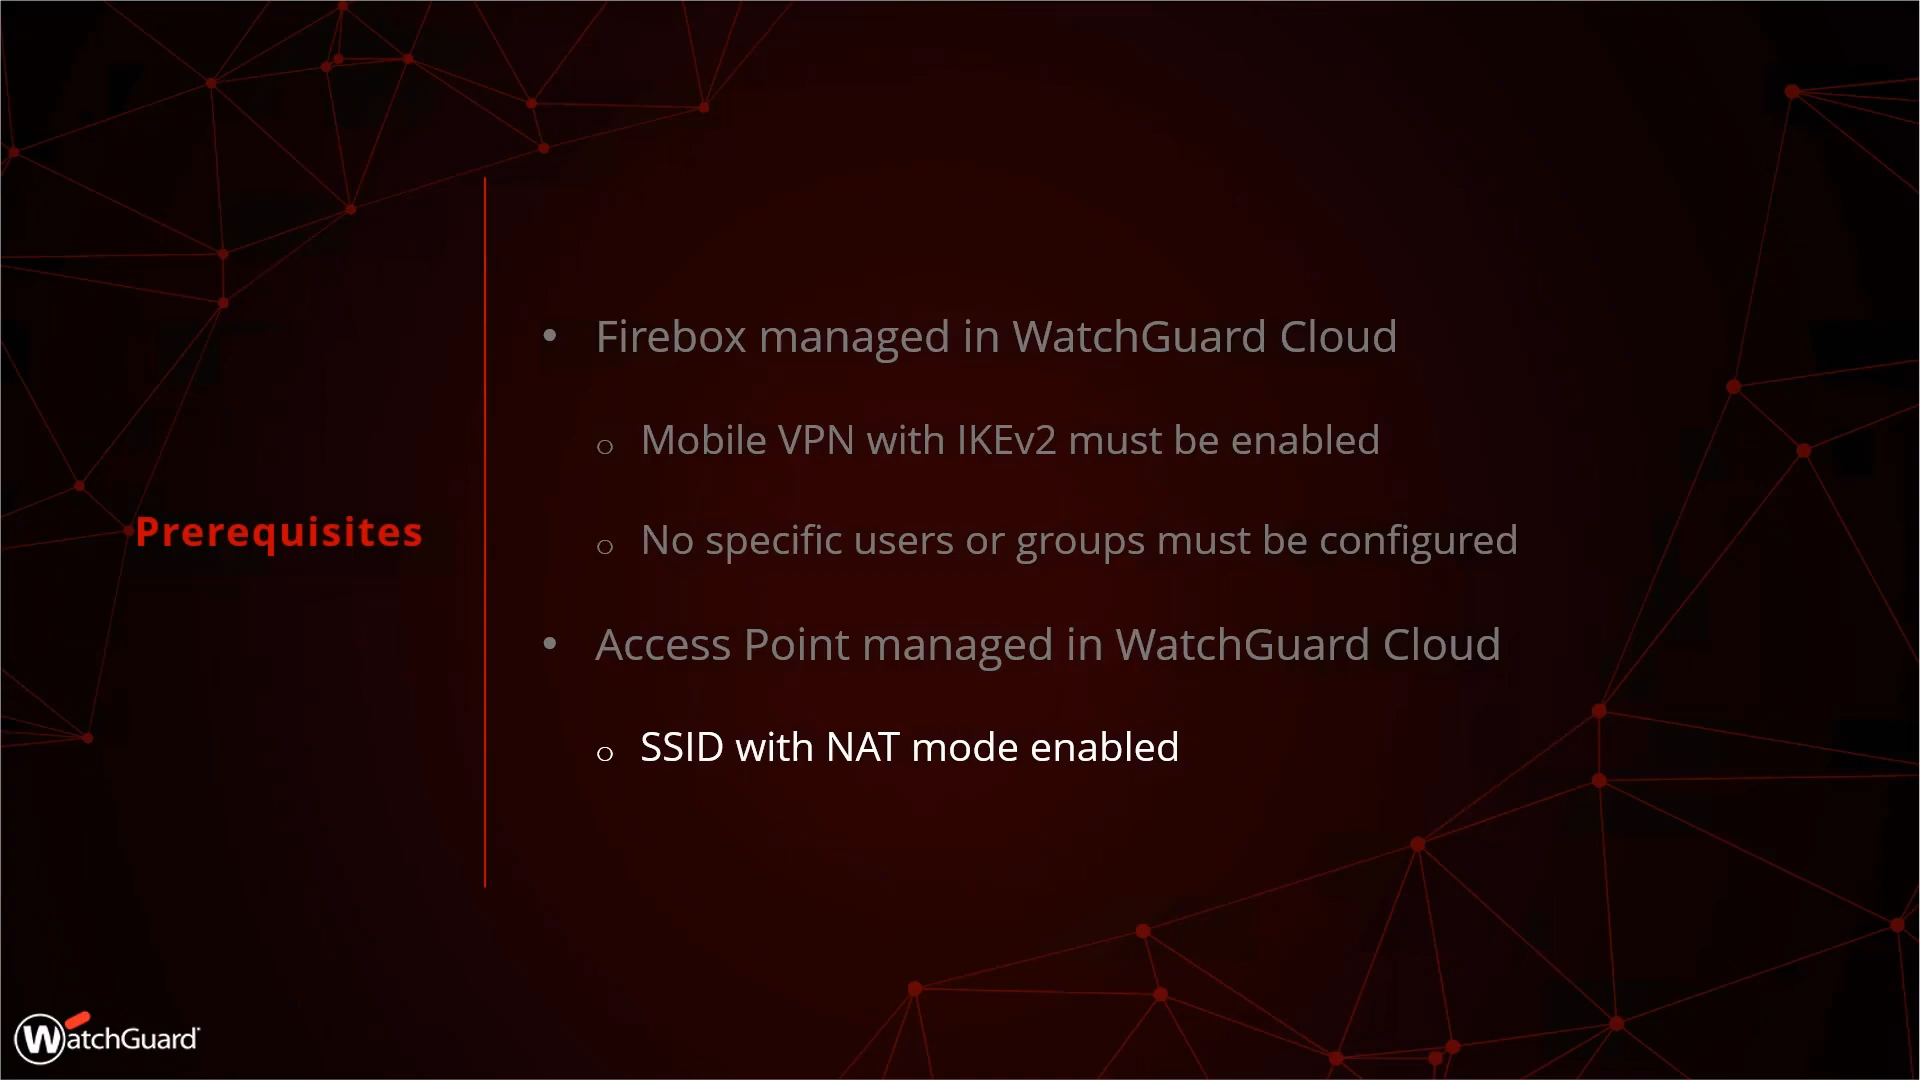 Prerequisites
• Firebox managed in WatchGuard Cloud
o Mobile VPN with IKEv2 must be enabled
o No specific users or groups must be configured
• Access Point managed in WatchGuard Cloud
o SSID with NAT mode enabled
WatchGuard